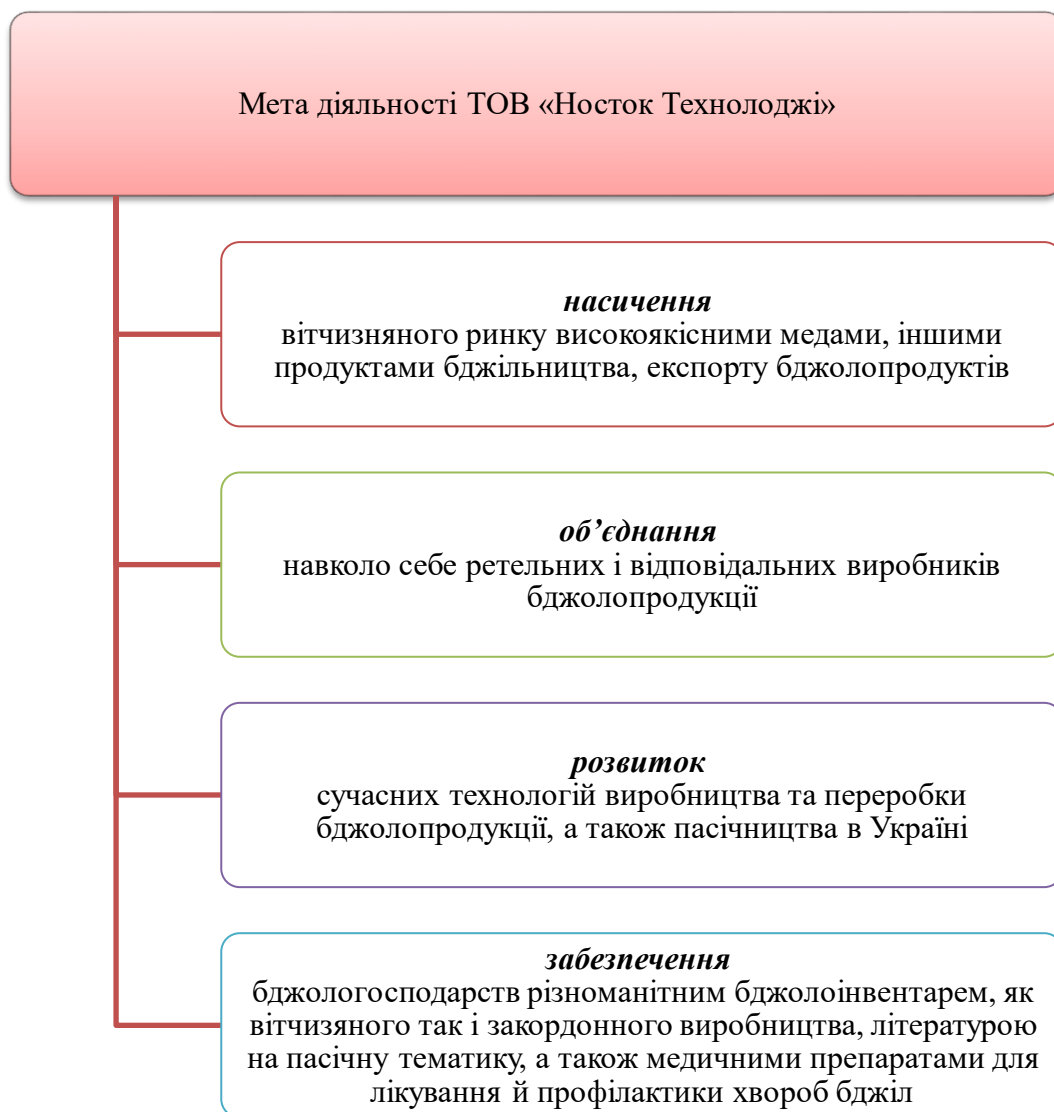 Мета діяльності ТОВ «Носток Технолоджі»
насичення
вітчизняного ринку високоякісними медами, іншими
продуктами бджільництва, експорту бджолопродуктів
об’єднання
навколо себе ретельних і відповідальних виробників
бджолопродукції
розвиток
сучасних технологій виробництва та переробки
бджолопродукції, а також пасічництва в Україні
забезпечення
бджологосподарств різноманітним бджолоінвентарем, як
вітчизяного так і закордонного виробництва, літературою
на пасічну тематику, а також медичними препаратами для
лікування й профілактики хвороб бджіл